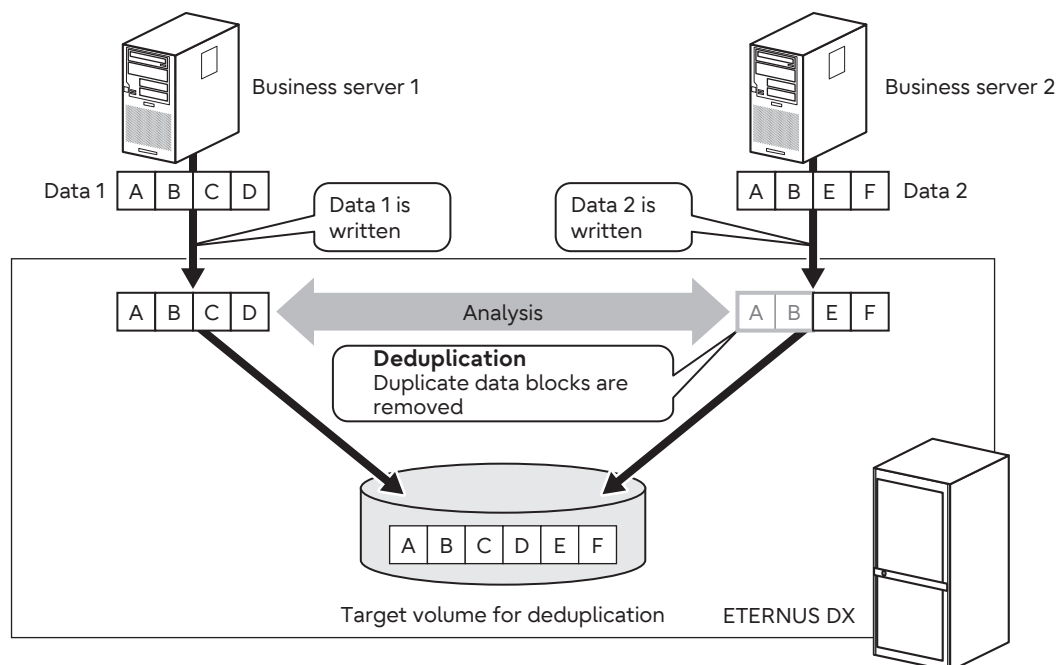 Business server 1
Business server 2
Data 1 A B C D
A B E F Data 2
Data 1 is
written
Data 2 is
written
A B C D
Analysis
A B E F
Deduplication
Duplicate data blocks are
removed
A B C D E F
Target volume for deduplication
ETERNUS DX